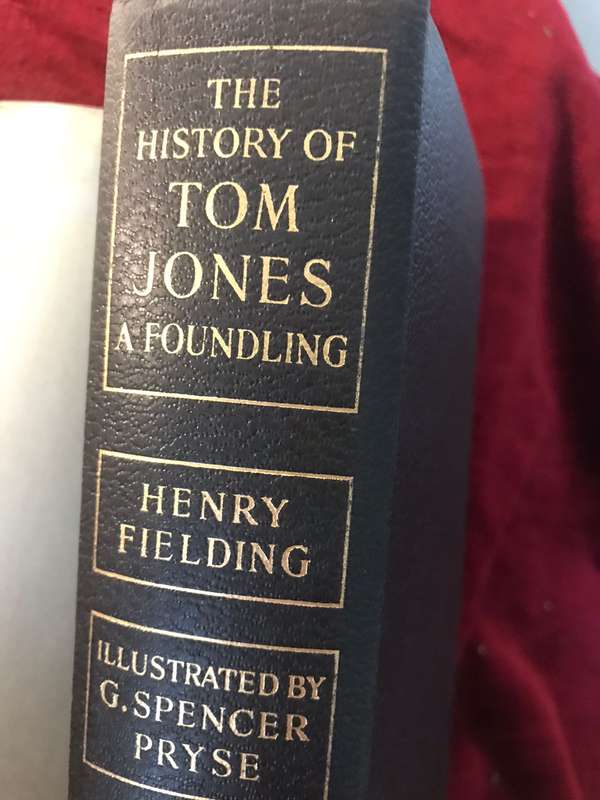 THE
HISTORY OF
TOM
JONES
A FOUNDLING
HENRY
FIELDING
ILLUSTRATED BY
G. SPENCER
PRYSE